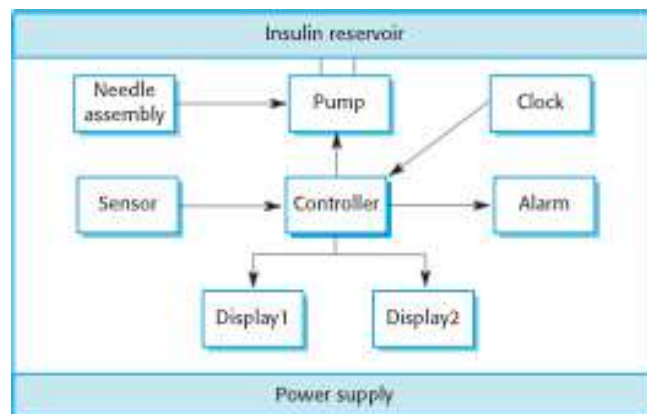 Insulin reservoir
Needle
assembly
Pump
Clock
Sensor
Controller
Alarm
Display1
Display2
Power supply